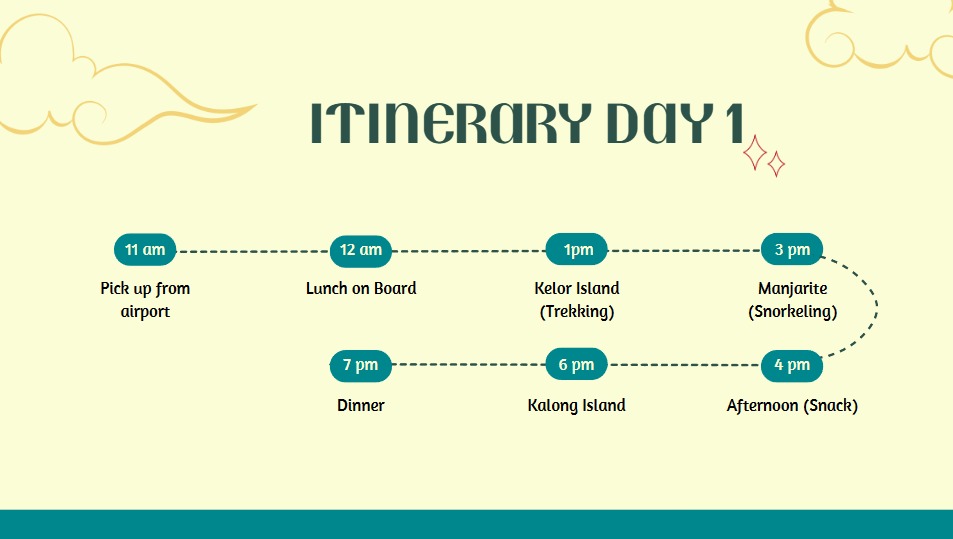 ITINERARY DAY 1
11 am
Pick up from
airport
12 am
Lunch on Board
1pm
Kelor Island
(Trekking)
3 pm
Manjarite
(Snorkeling)
4 pm
Afternoon (Snack)
6 pm
Kalong Island
7 pm
Dinner